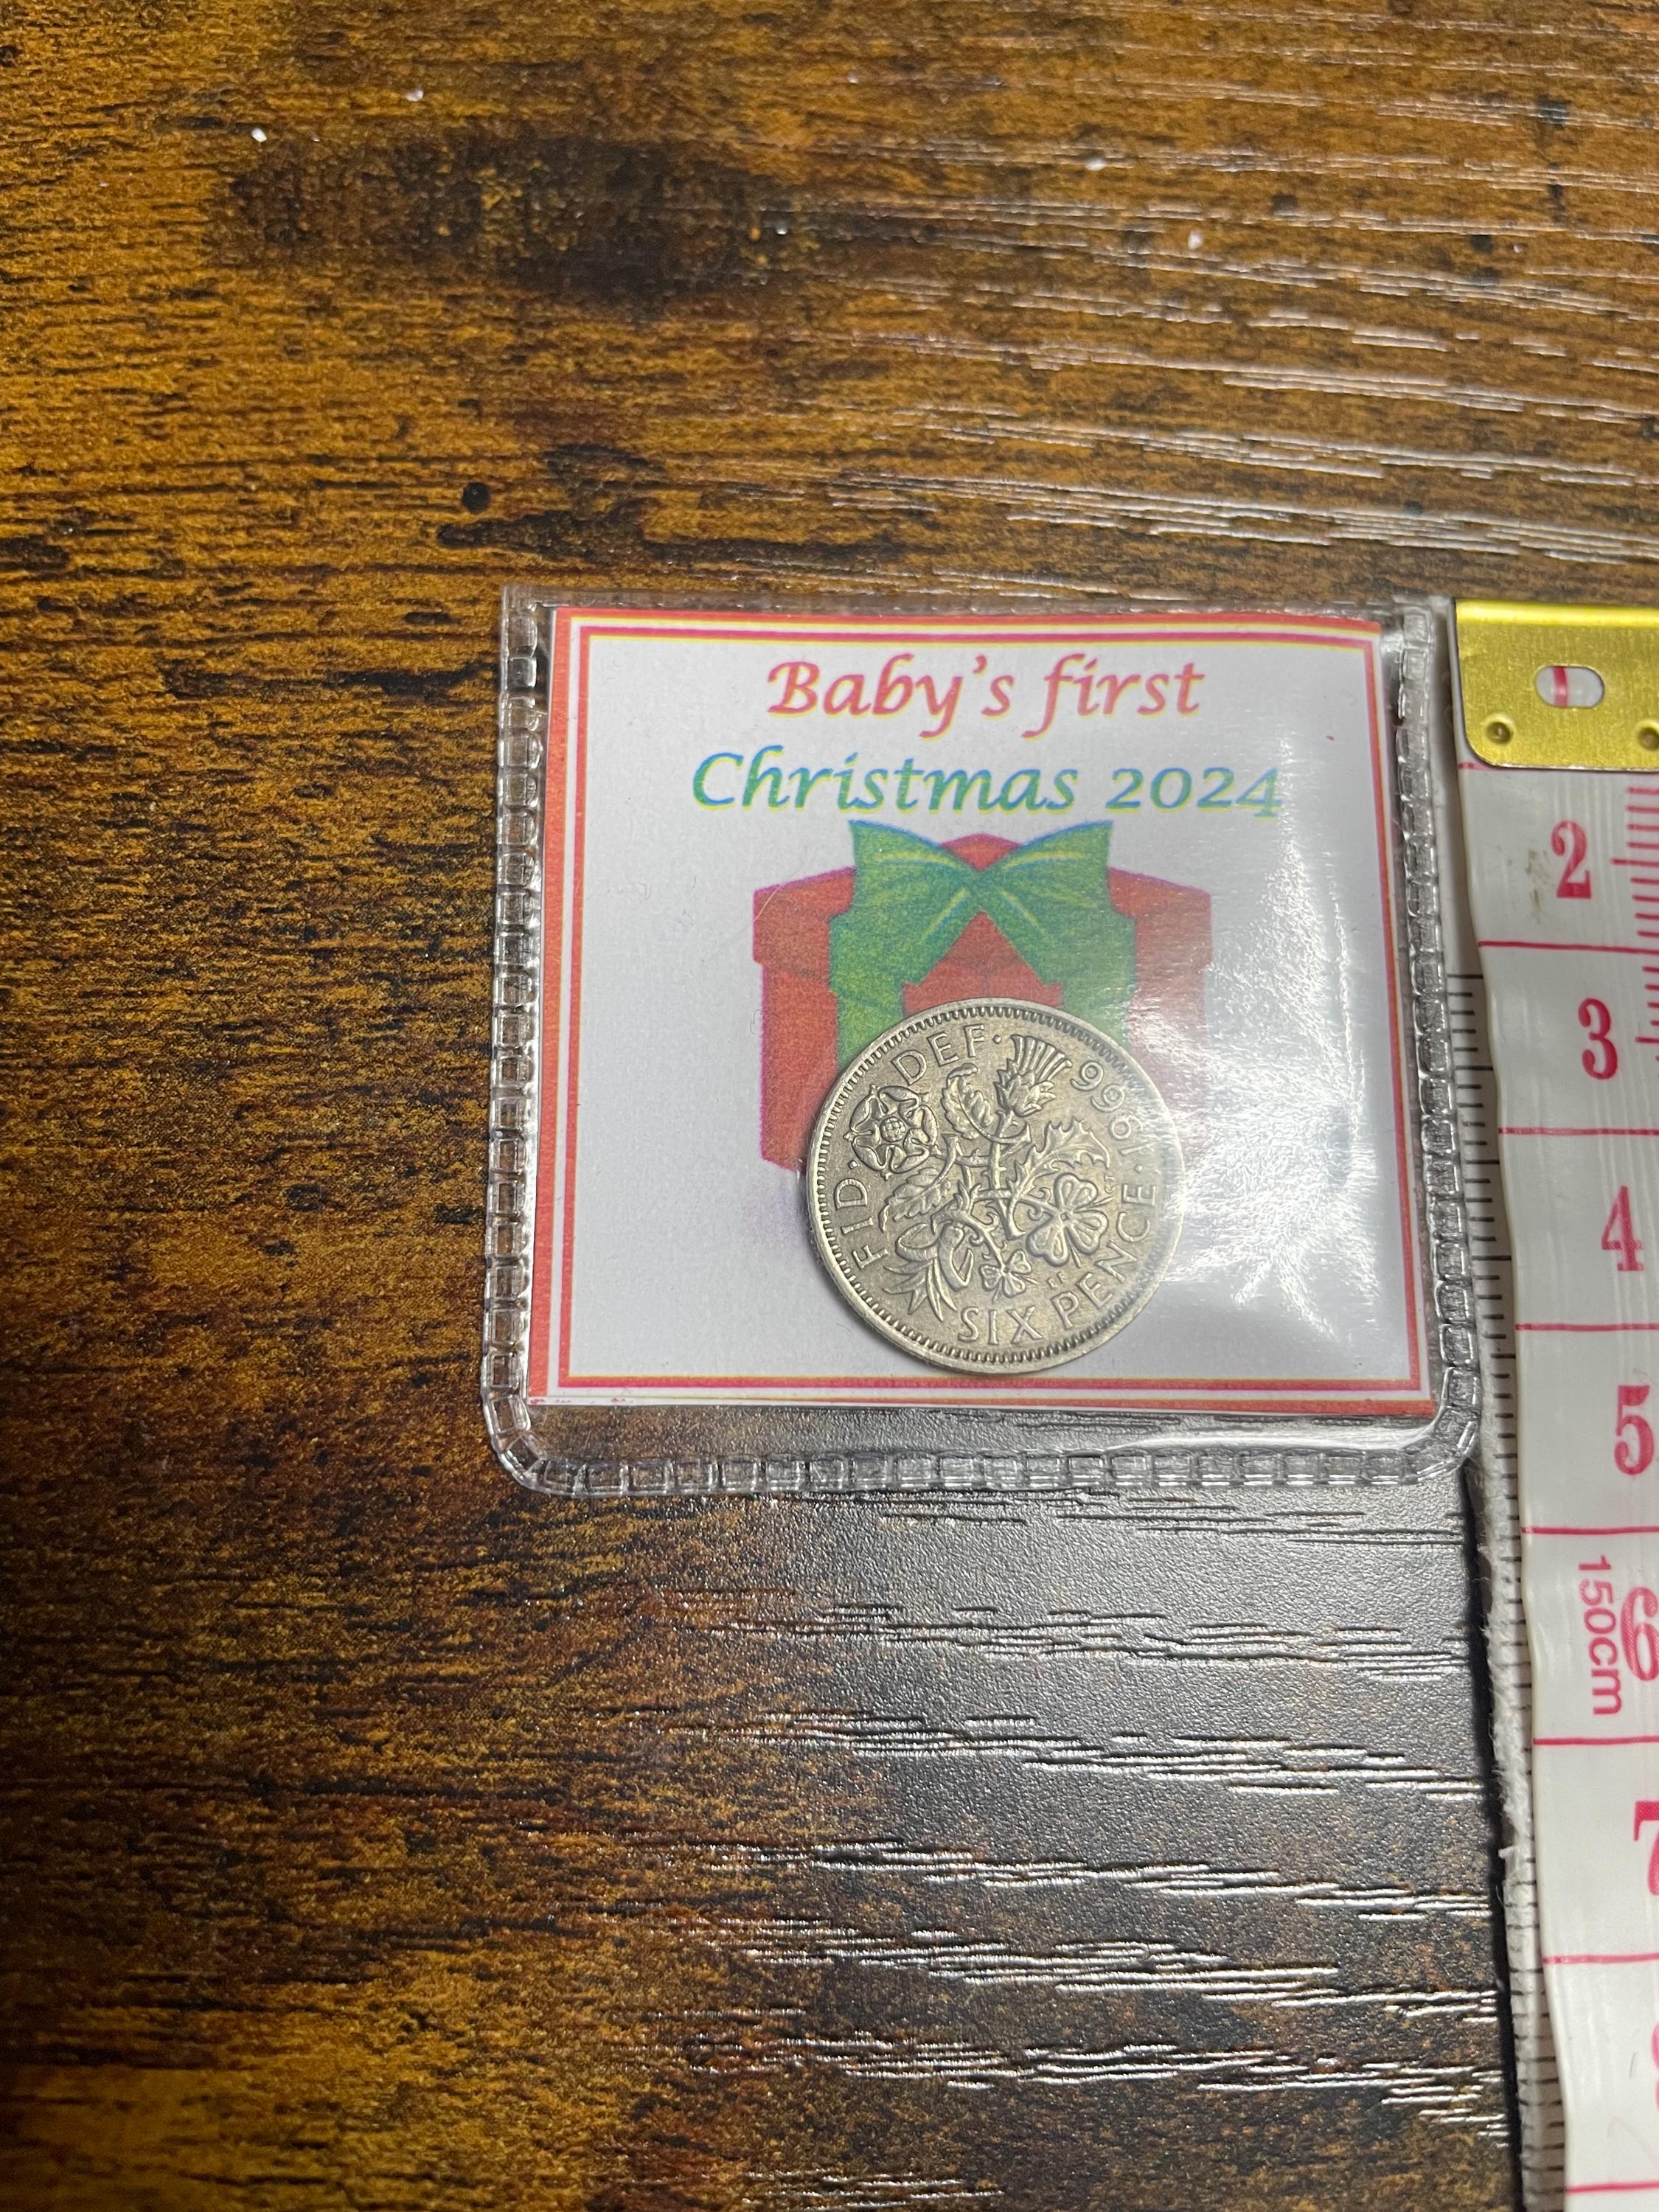 Baby's first
Christmas 2024
FID · DEF ·
SIX PENCE · 1966
2
3
4
5
6
150cm
7